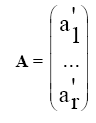 A = ( a'₁
...
a'ᵣ )